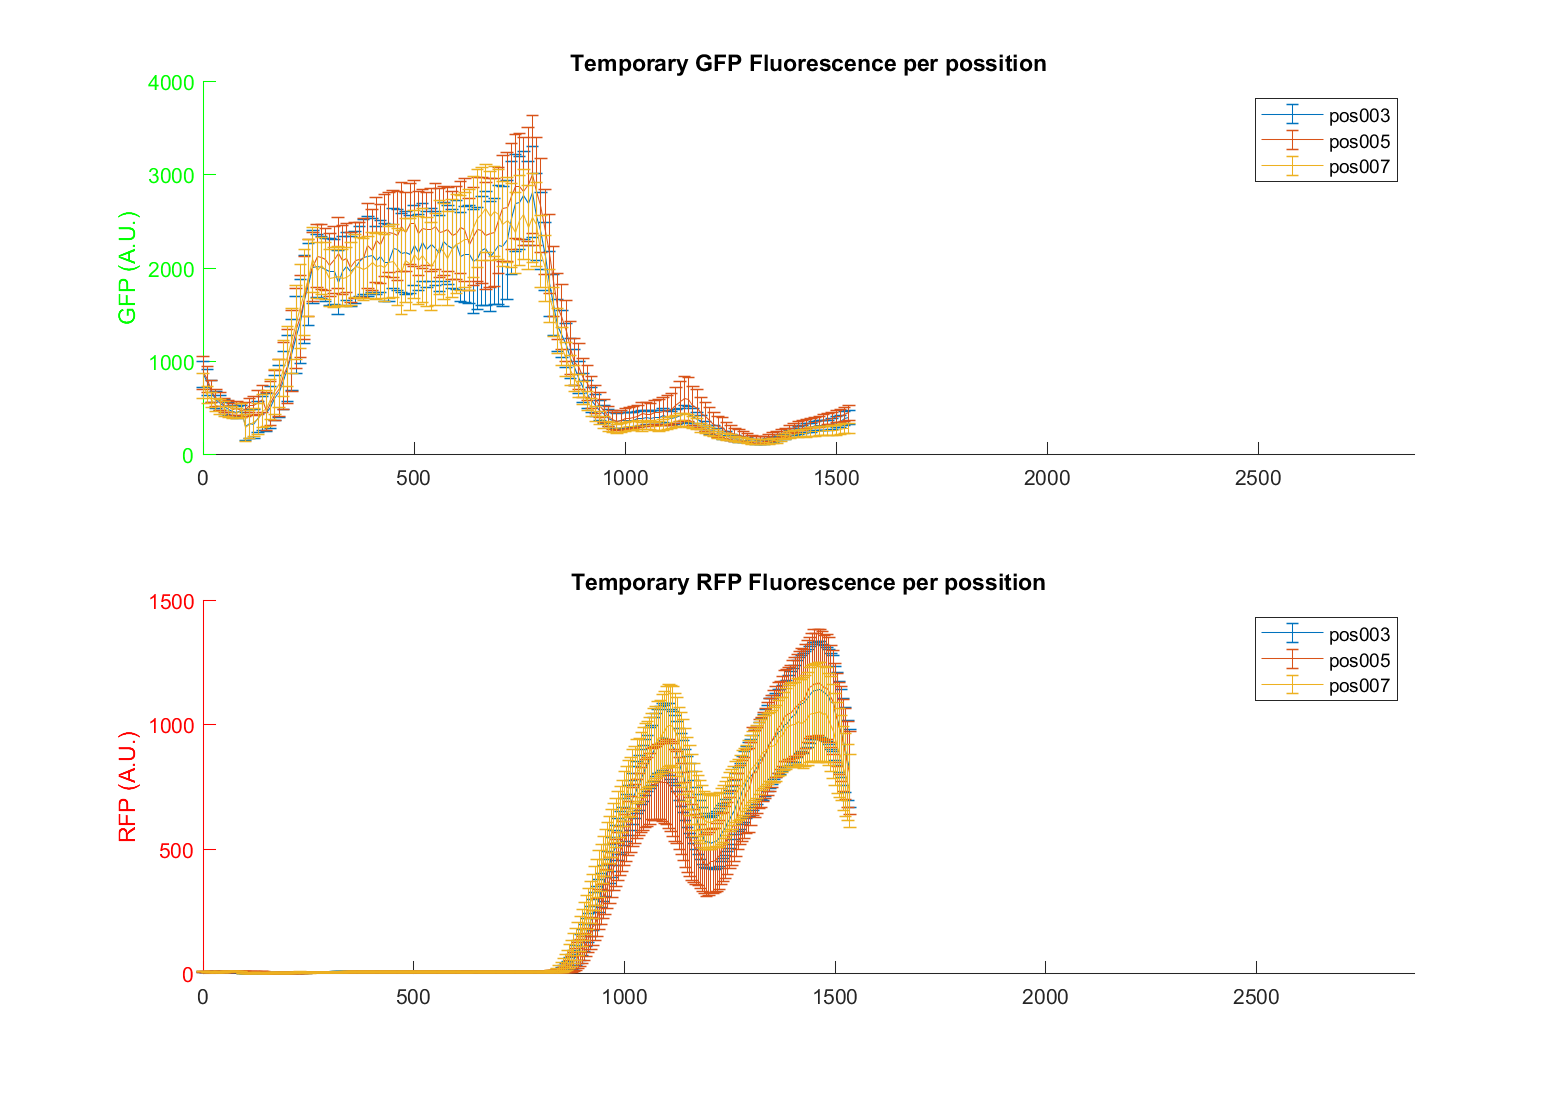 Temporary GFP Fluorescence per possition
4000
3000
2000
1000
0
GFP (A.U.)
0 500 1000 1500 2000 2500
pos003
pos005
pos007
Temporary RFP Fluorescence per possition
1500
1000
500
0
RFP (A.U.)
0 500 1000 1500 2000 2500
pos003
pos005
pos007